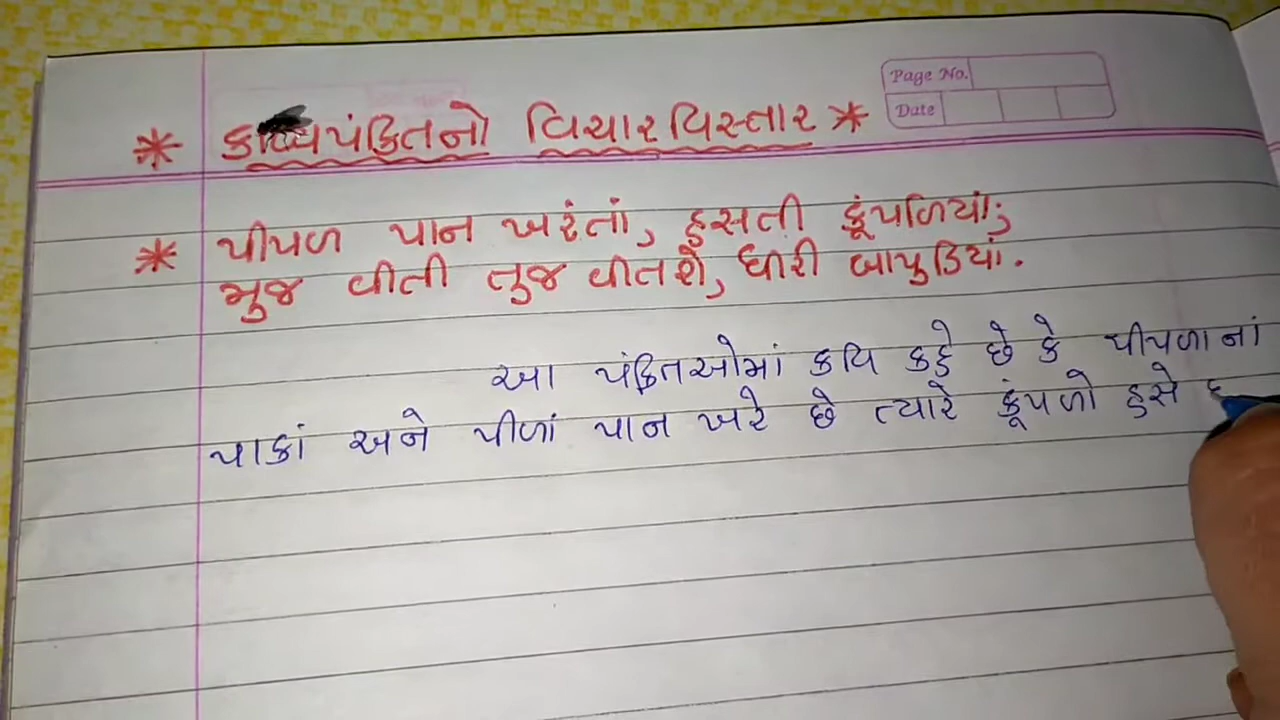 Page No.
Date
* કાવ્યપંક્તિનો વિચારવિસ્તાર *
* પીપળ પાન ખરંતાં, હસતી કૂંપળિયાં;
મુજ વીતી તુજ વીતશે, ધીરી બાપુડિયાં.
આ પંક્તિઓમાં કવિ કહે છે કે પીપળાનાં
પાકાં અને પીળાં પાન ખરે છે ત્યારે કૂંપળો હસે